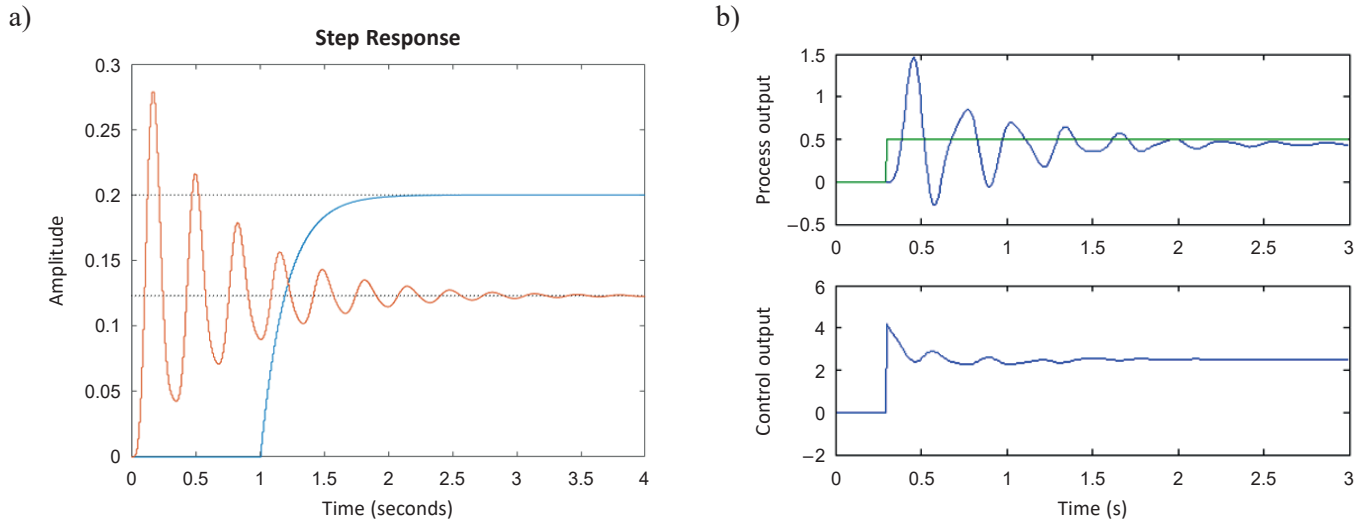 a)
Step Response
0.3
0.25
0.2
0.15
0.1
0.05
0
Amplitude
0 0.5 1 1.5 2 2.5 3 3.5 4
Time (seconds)
b)
1.5
1
0.5
0
–0.5
Process output
0 0.5 1 1.5 2 2.5 3
6
4
2
0
–2
Control output
0 0.5 1 1.5 2 2.5 3
Time (s)